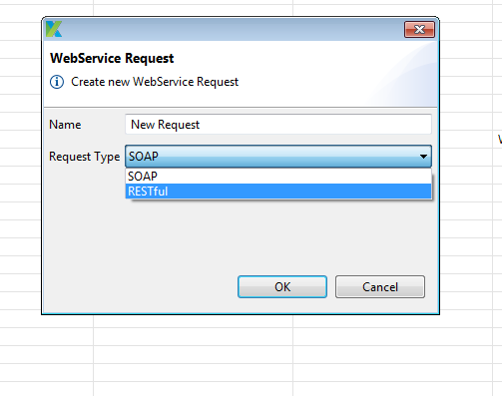 WebService Request
Create new WebService Request
Name New Request
Request Type SOAP
SOAP
RESTful
OK Cancel